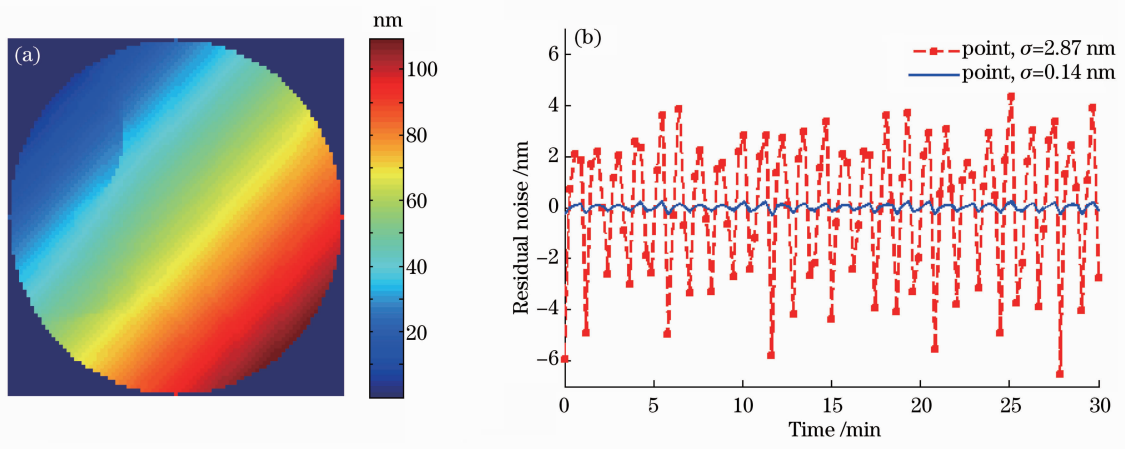 (a)
nm
100
80
60
40
20
(b)
point, σ=2.87 nm
point, σ=0.14 nm
Residual noise /nm
6
4
2
0
−2
−4
−6
0 5 10 15 20 25 30
Time /min